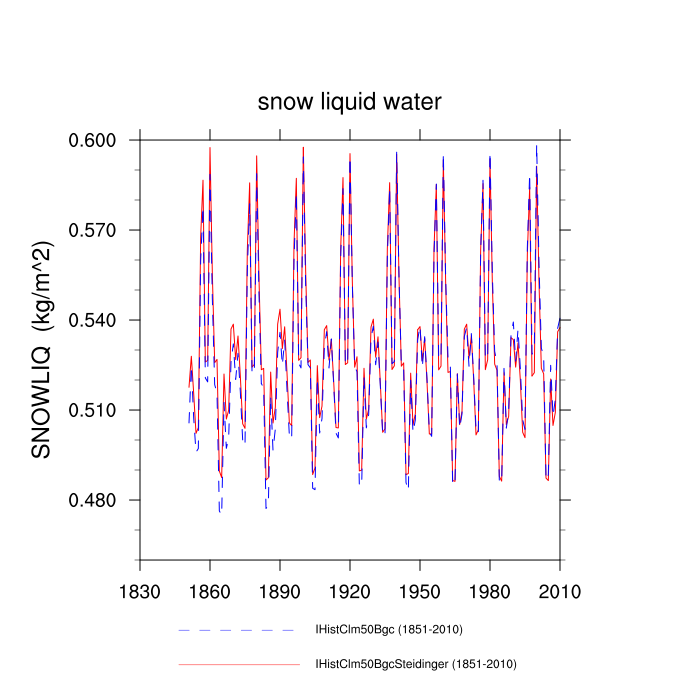 snow liquid water
SNOWLIQ (kg/m^2)
0.600
0.570
0.540
0.510
0.480
1830 1860 1890 1920 1950 1980 2010
IHistClm50Bgc (1851-2010)
IHistClm50BgcSteidinger (1851-2010)